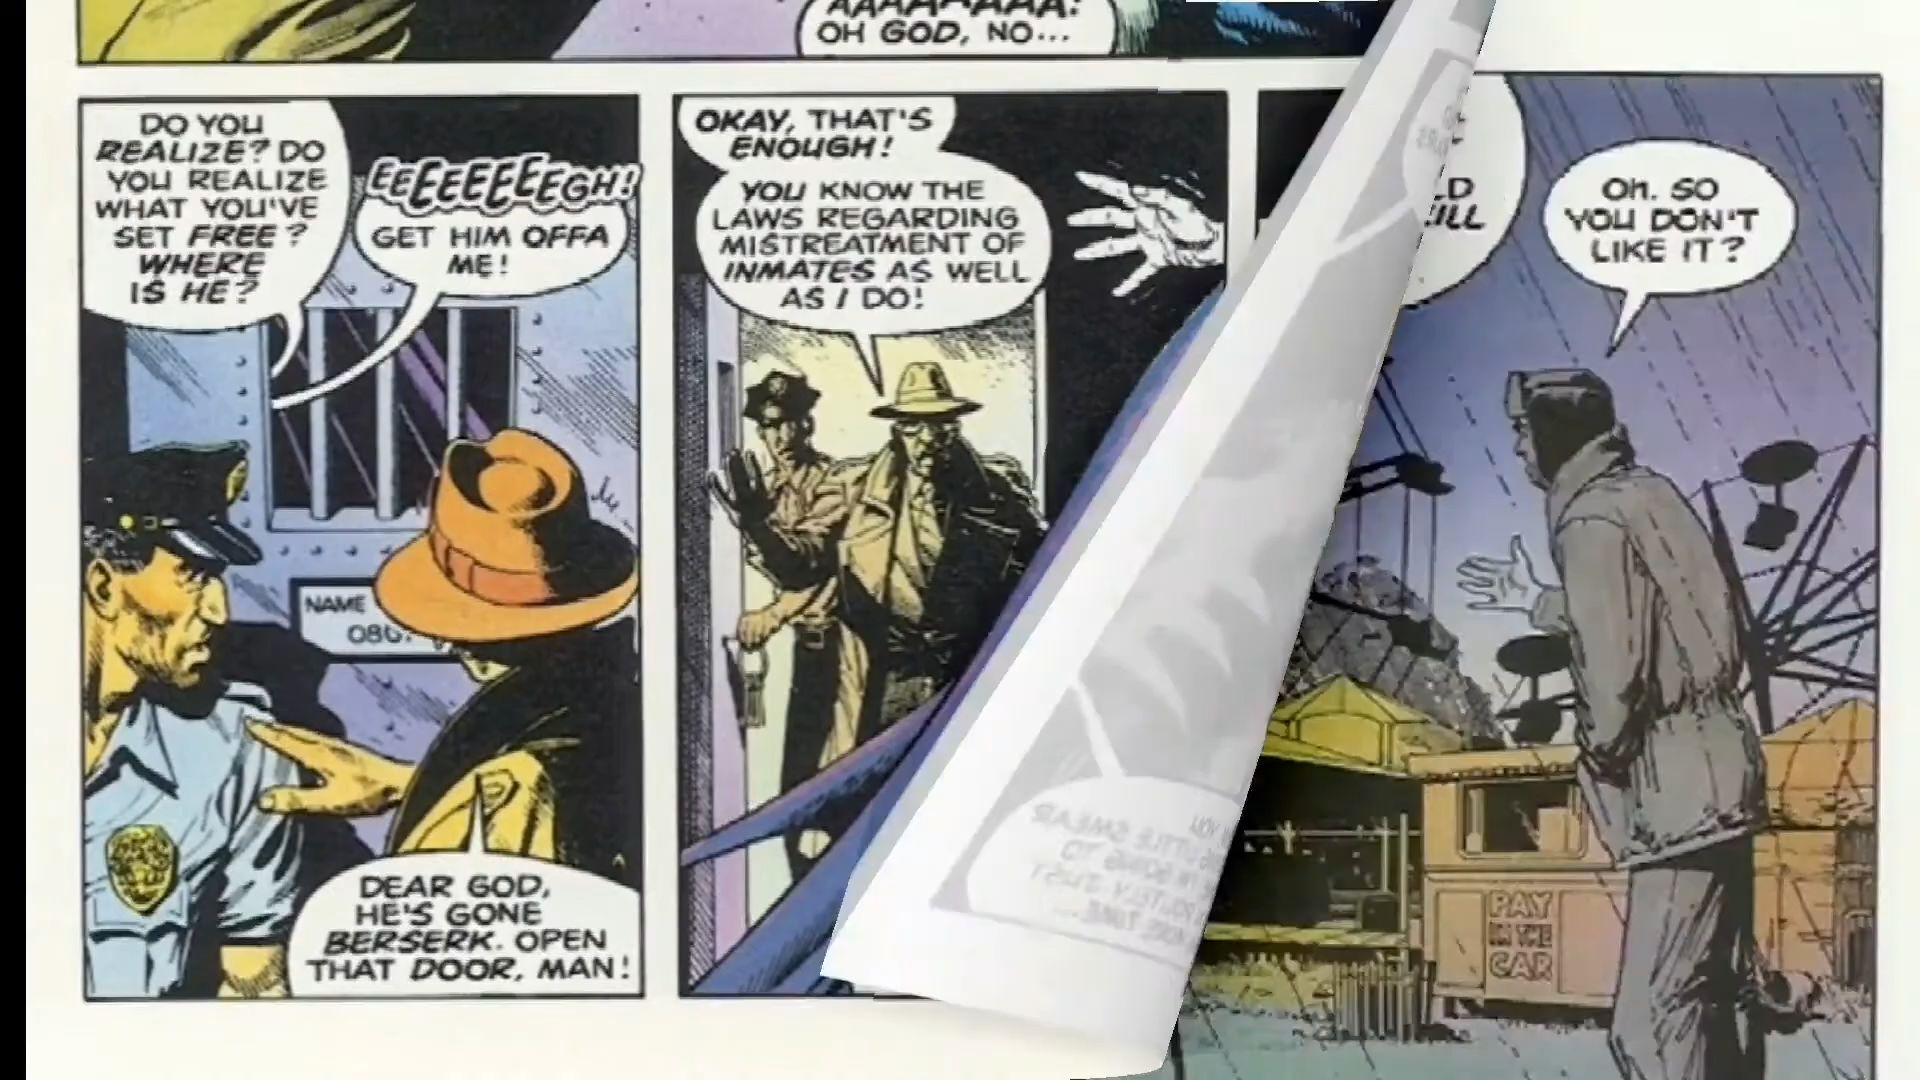 AAAAAAAAA!
OH GOD, NO...
DO YOU
REALIZE? DO
YOU REALIZE
WHAT YOU'VE
SET FREE?
WHERE
IS HE?
EEEEEEEEGH!
GET HIM OFFA
ME!
NAME
DEAR GOD,
HE'S GONE
BERSERK. OPEN
THAT DOOR, MAN!
OKAY, THAT'S
ENOUGH!
YOU KNOW THE
LAWS REGARDING
MISTREATMENT OF
INMATES AS WELL
AS I DO!
Oh. SO
YOU DON'T
LIKE IT?
PAY
IN THE
CAR